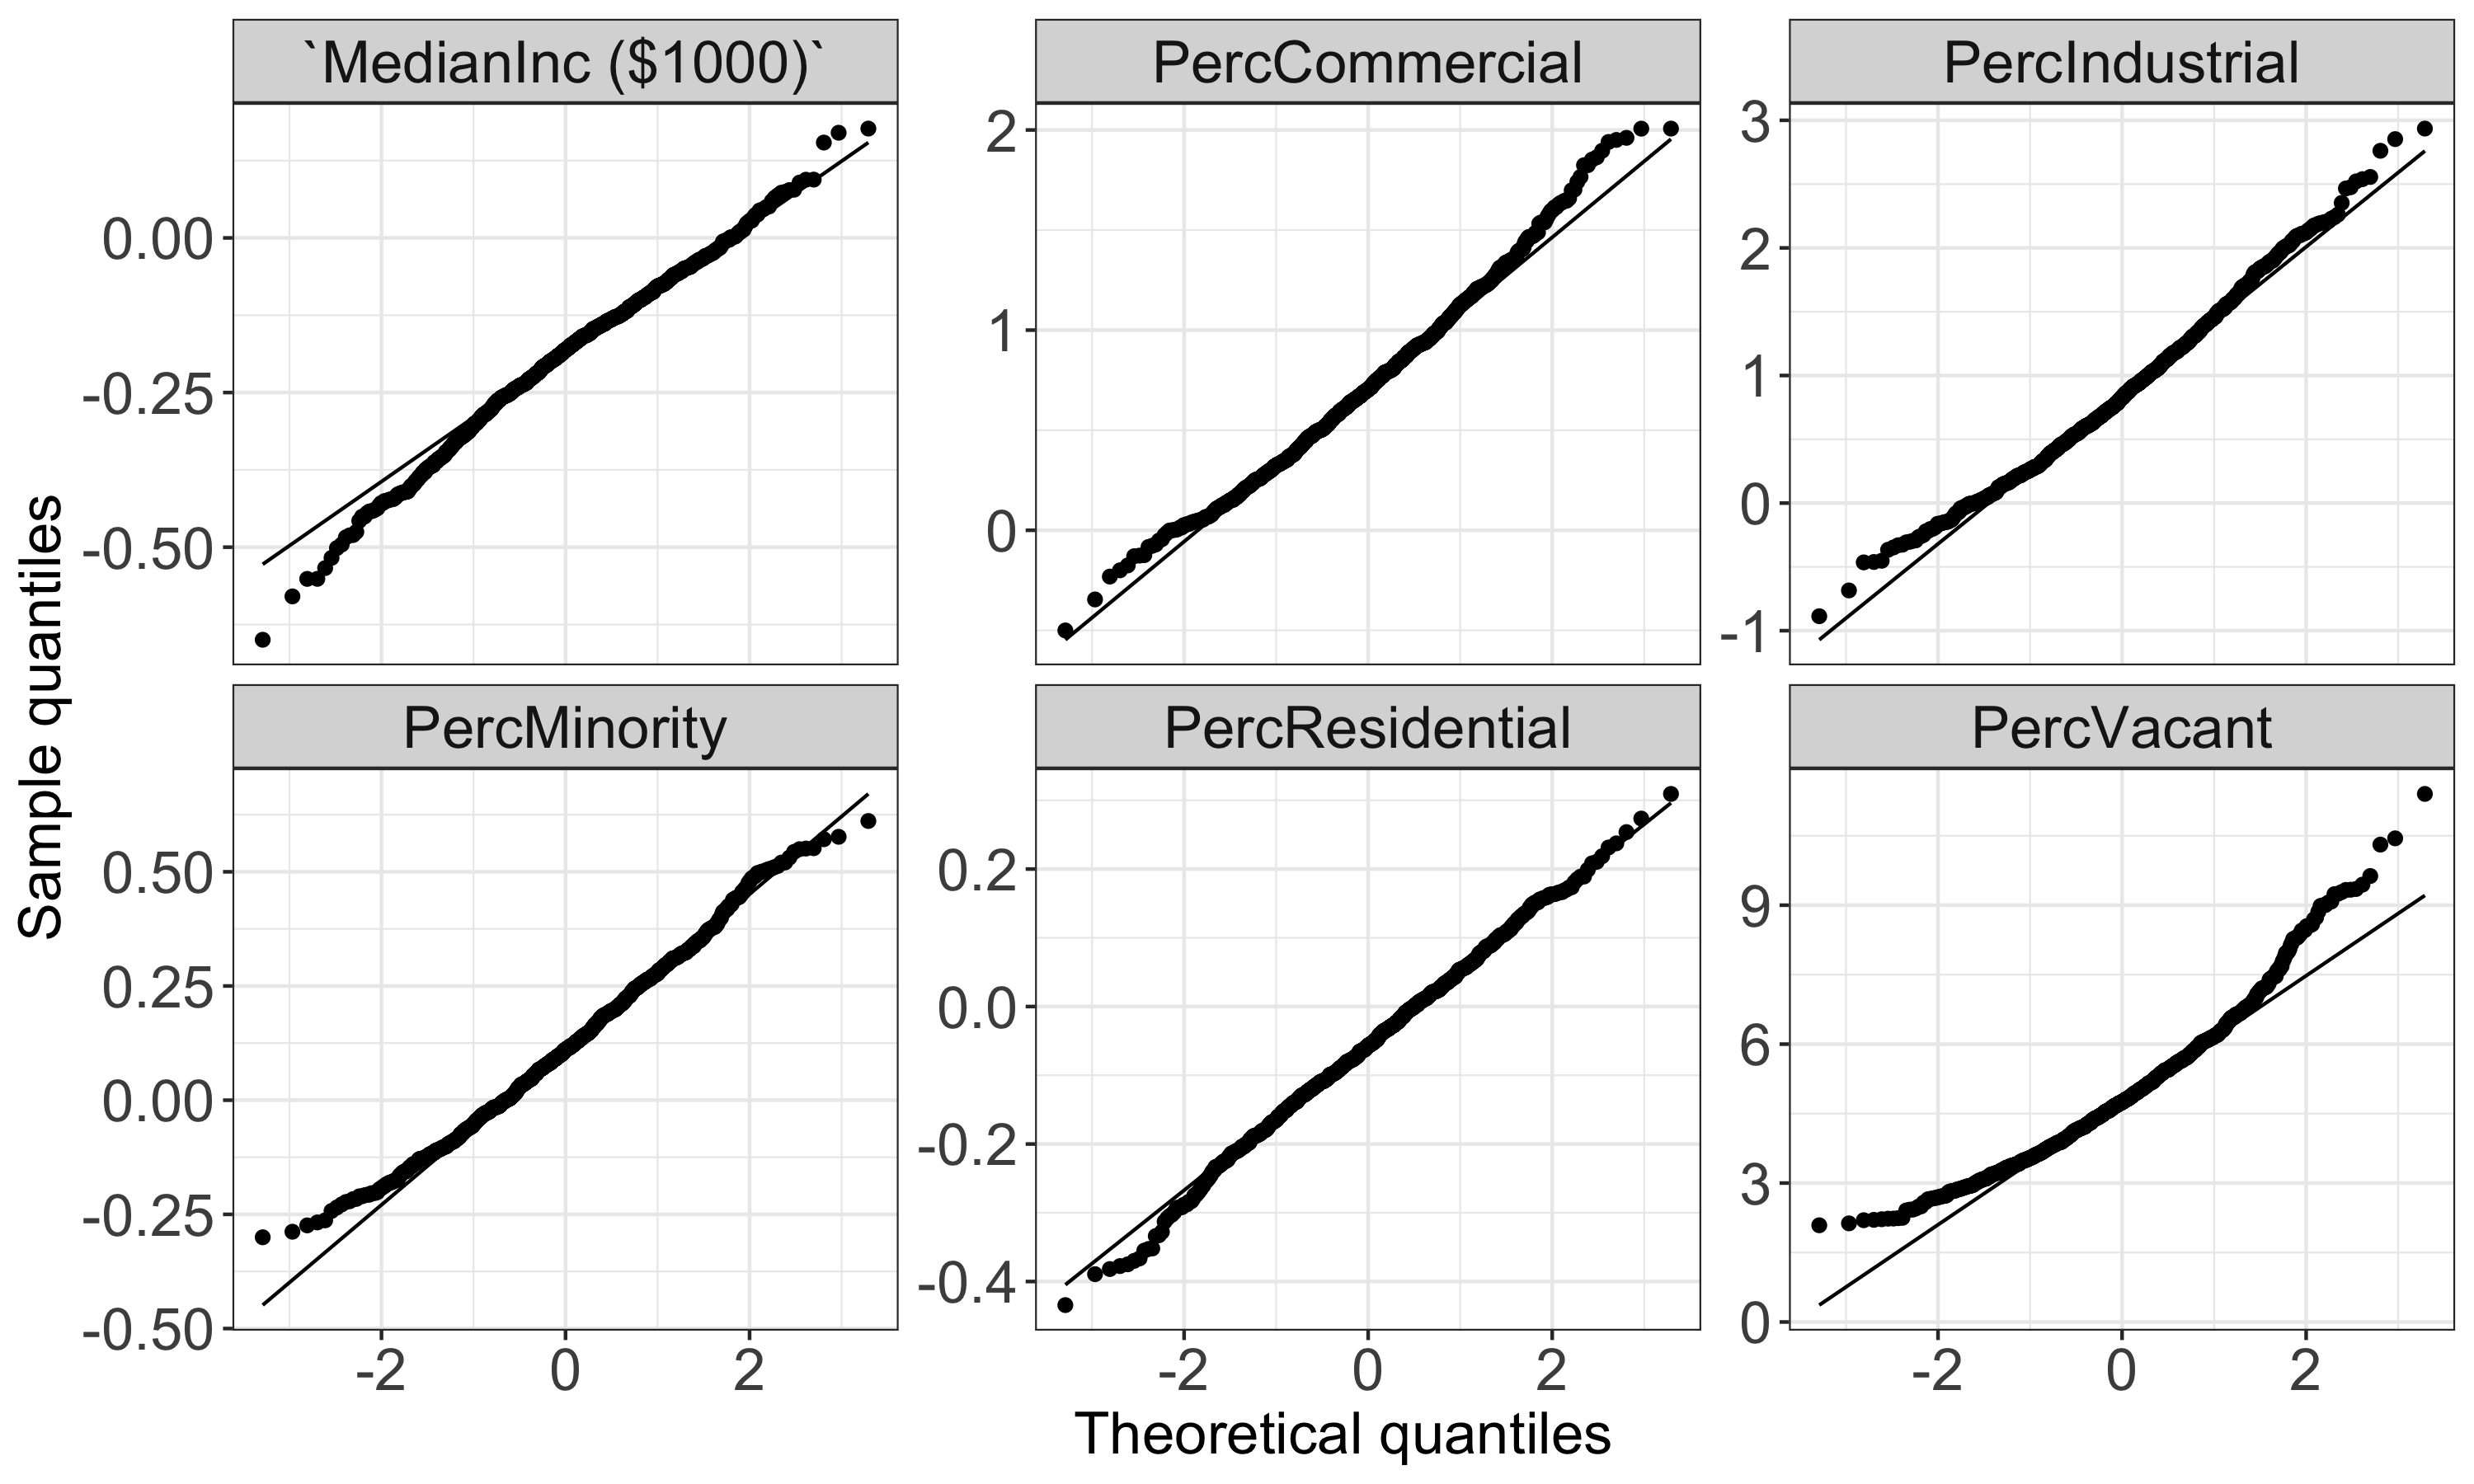 `MedianInc ($1000)`
PercCommercial
PercIndustrial
0.00
-0.25
-0.50
2
1
0
3
2
1
0
-1
PercMinority
PercResidential
PercVacant
0.50
0.25
0.00
-0.25
-0.50
0.2
0.0
-0.2
-0.4
9
6
3
0
-2 0 2
-2 0 2
-2 0 2
Sample quantiles
Theoretical quantiles